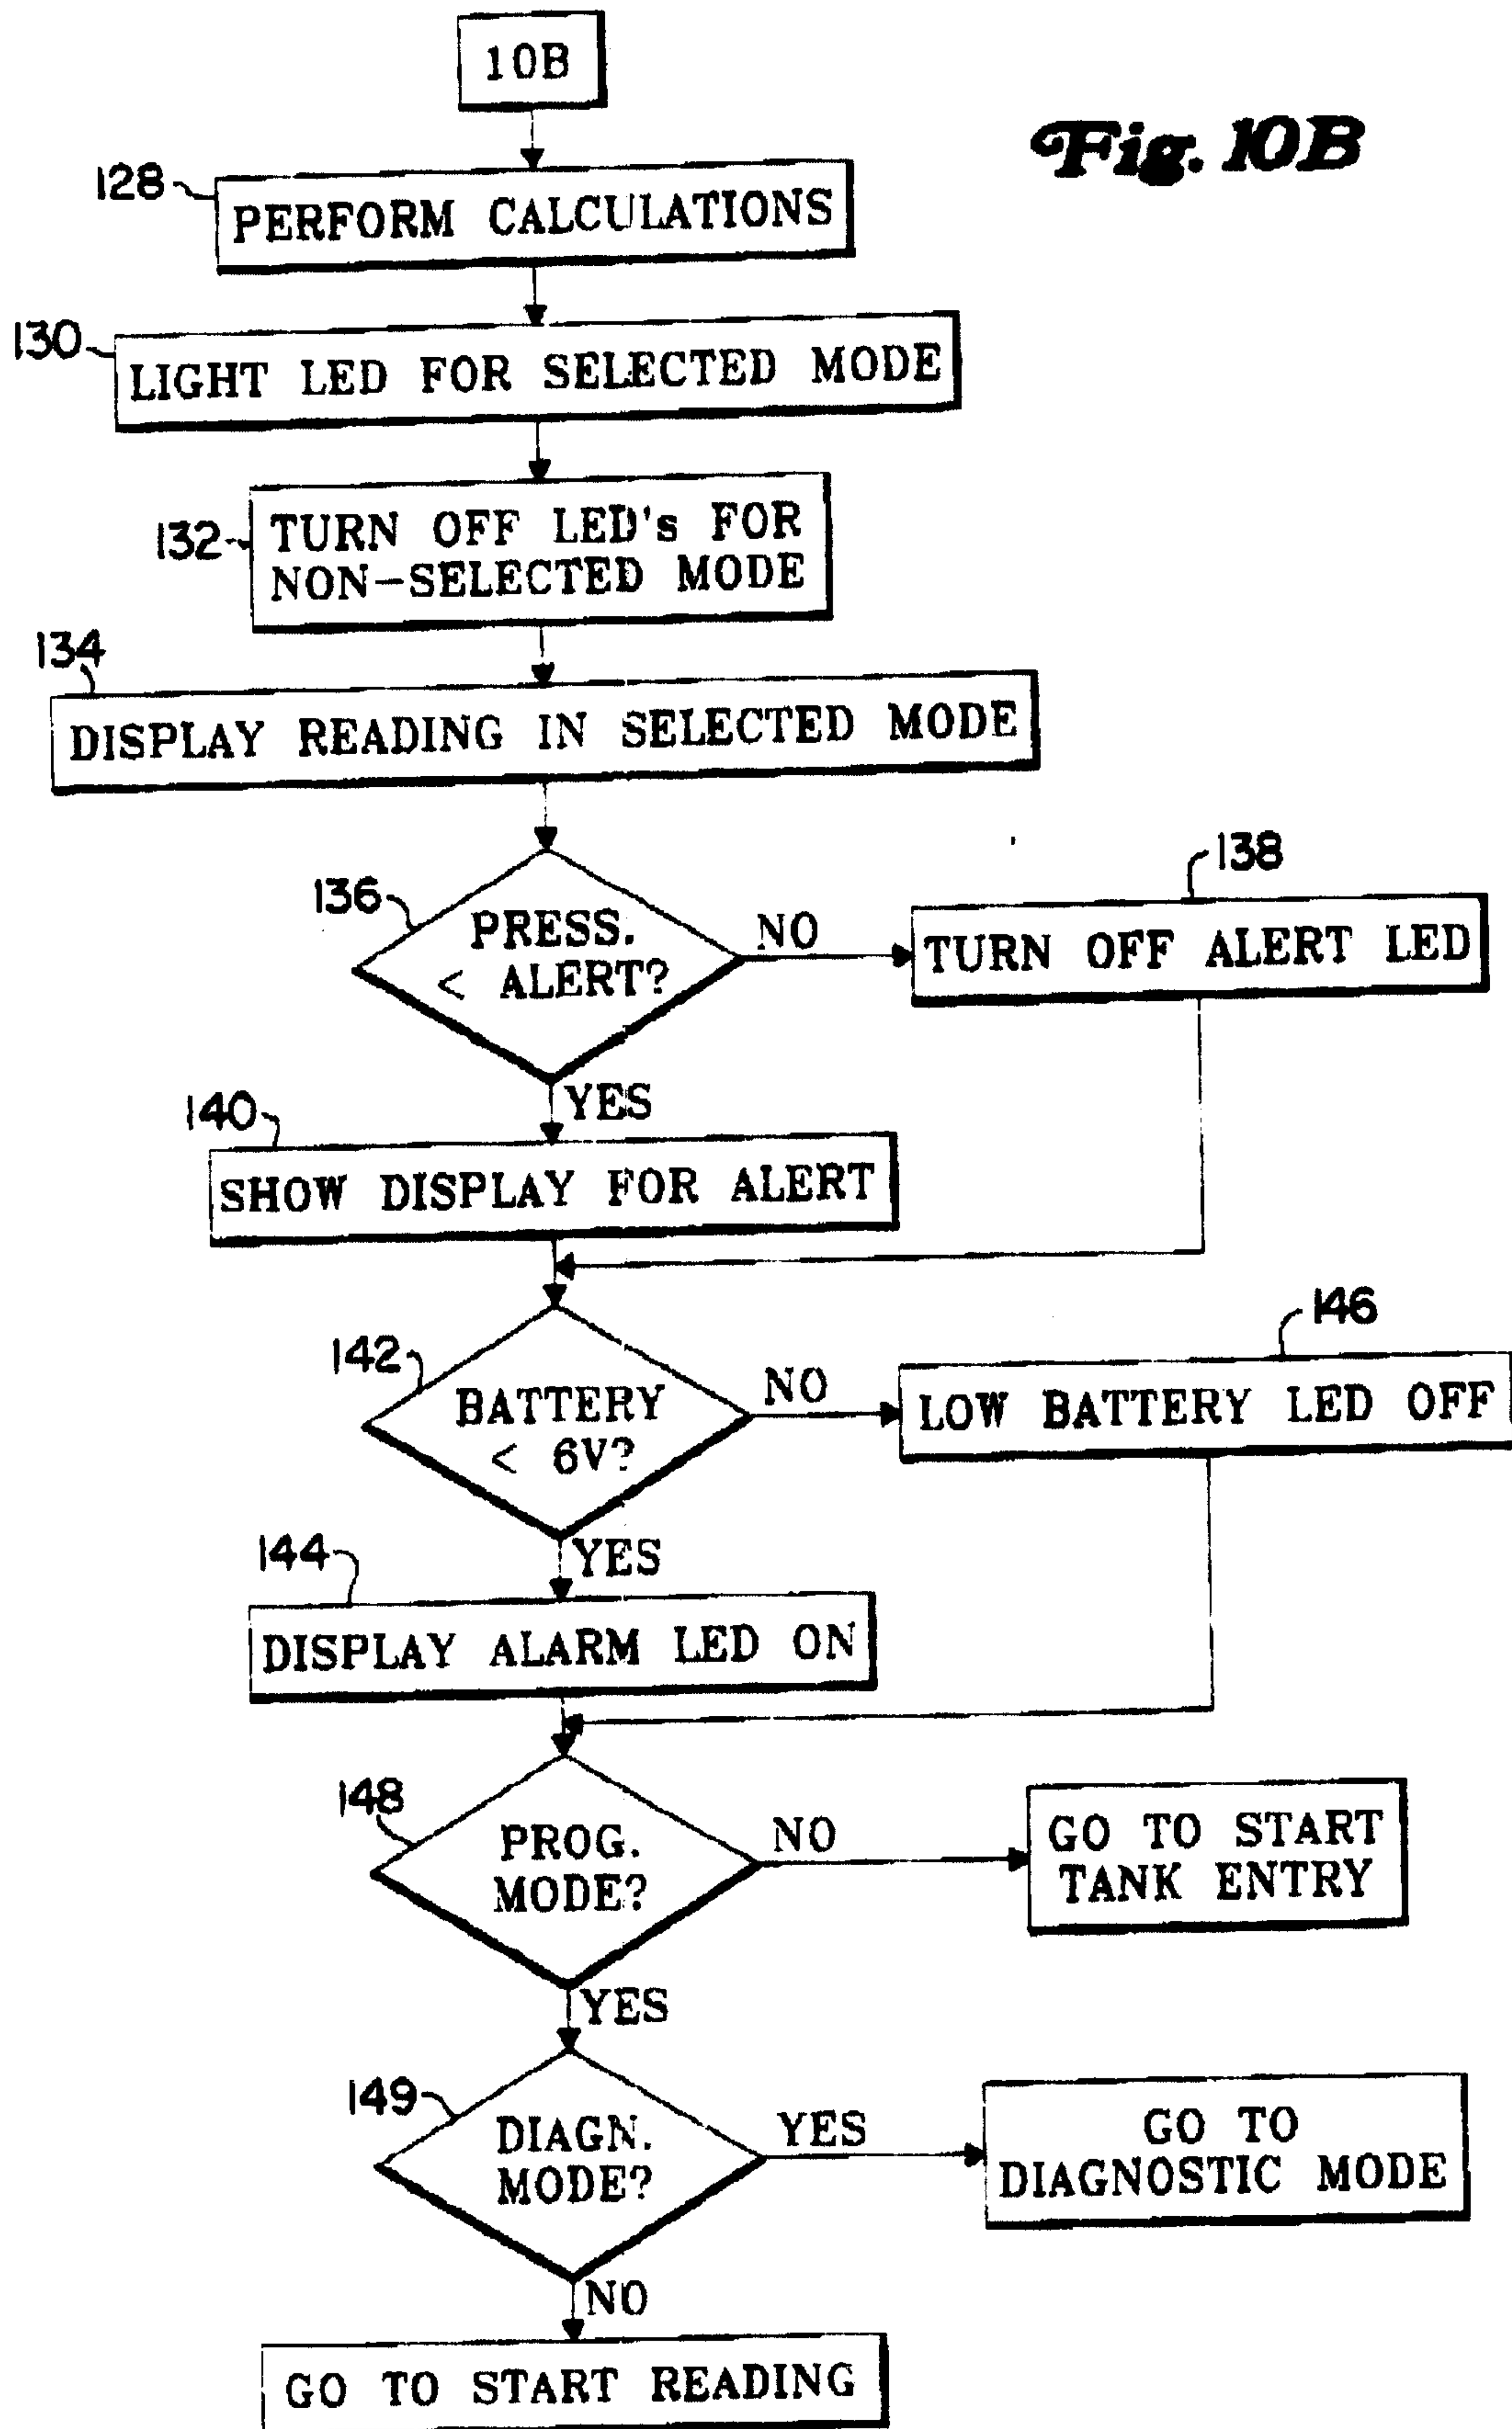 10B
Fig. 10B
128
PERFORM CALCULATIONS
130
LIGHT LED FOR SELECTED MODE
132
TURN OFF LED's FOR
NON-SELECTED MODE
134
DISPLAY READING IN SELECTED MODE
136
PRESS.
< ALERT?
NO
138
TURN OFF ALERT LED
YES
140
SHOW DISPLAY FOR ALERT
142
BATTERY
< 6V?
NO
146
LOW BATTERY LED OFF
YES
144
DISPLAY ALARM LED ON
148
PROG.
MODE?
NO
GO TO START
TANK ENTRY
YES
149
DIAGN.
MODE?
YES
GO TO
DIAGNOSTIC MODE
NO
GO TO START READING